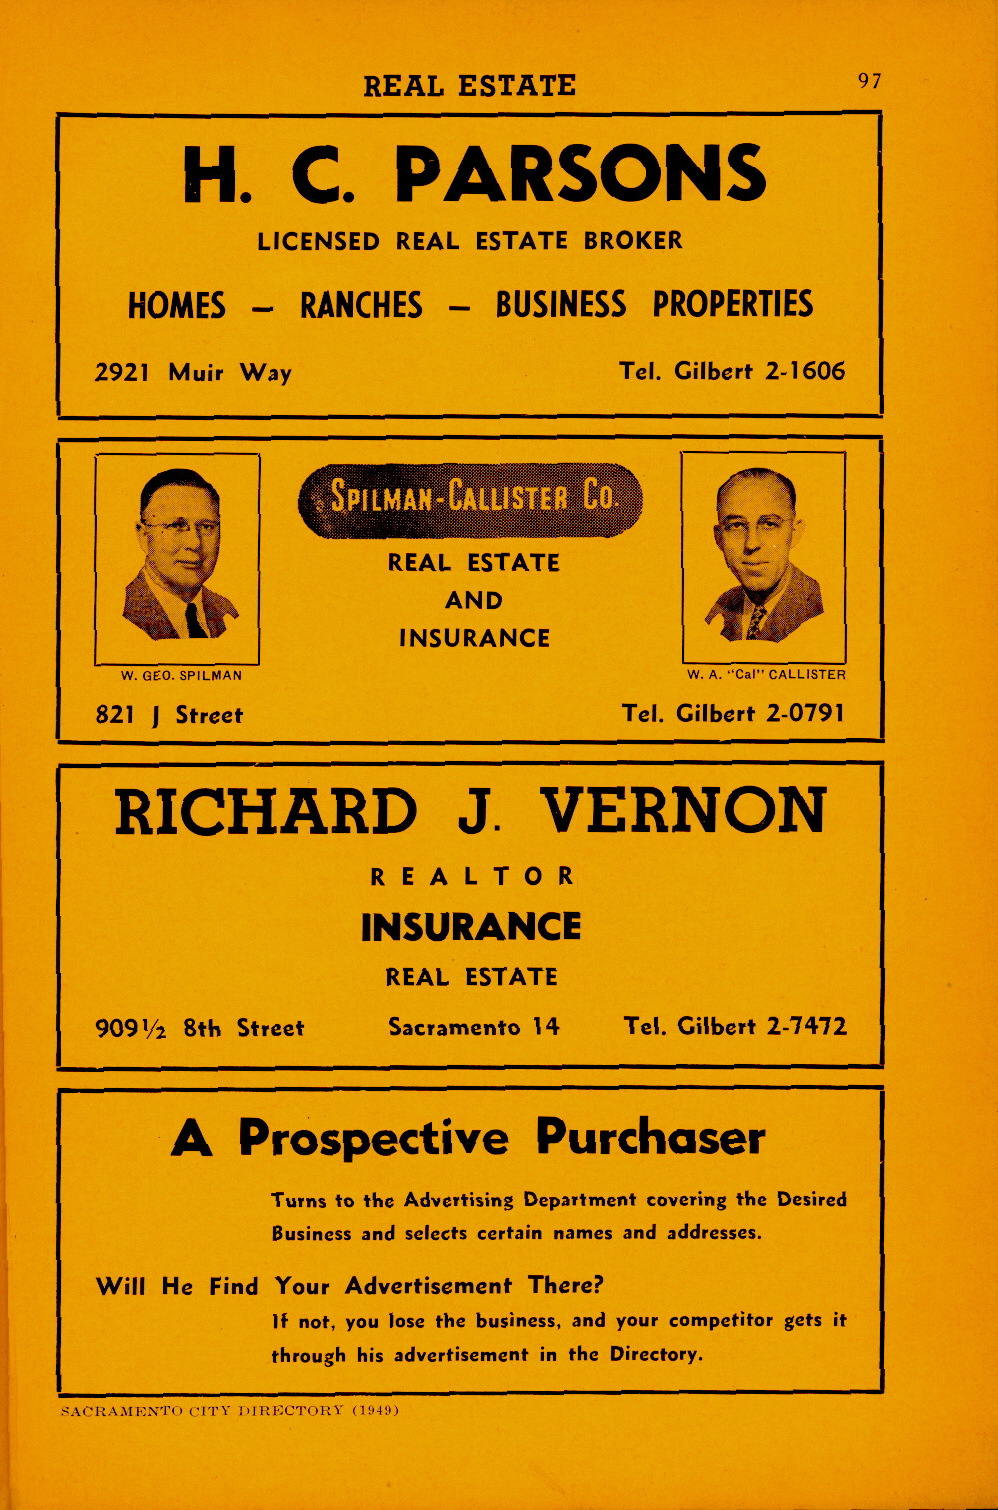 REAL ESTATE 97
H. C. PARSONS
LICENSED REAL ESTATE BROKER
HOMES — RANCHES — BUSINESS PROPERTIES
2921 Muir Way Tel. Gilbert 2-1606
SPILMAN-CALLISTER CO.
REAL ESTATE
AND
INSURANCE
W. GEO. SPILMAN W. A. "Cal" CALLISTER
821 J Street Tel. Gilbert 2-0791
RICHARD J. VERNON
REALTOR
INSURANCE
REAL ESTATE
909½ 8th Street Sacramento 14 Tel. Gilbert 2-7472
A Prospective Purchaser
Turns to the Advertising Department covering the Desired
Business and selects certain names and addresses.
Will He Find Your Advertisement There?
If not, you lose the business, and your competitor gets it
through his advertisement in the Directory.
SACRAMENTO CITY DIRECTORY (1949)